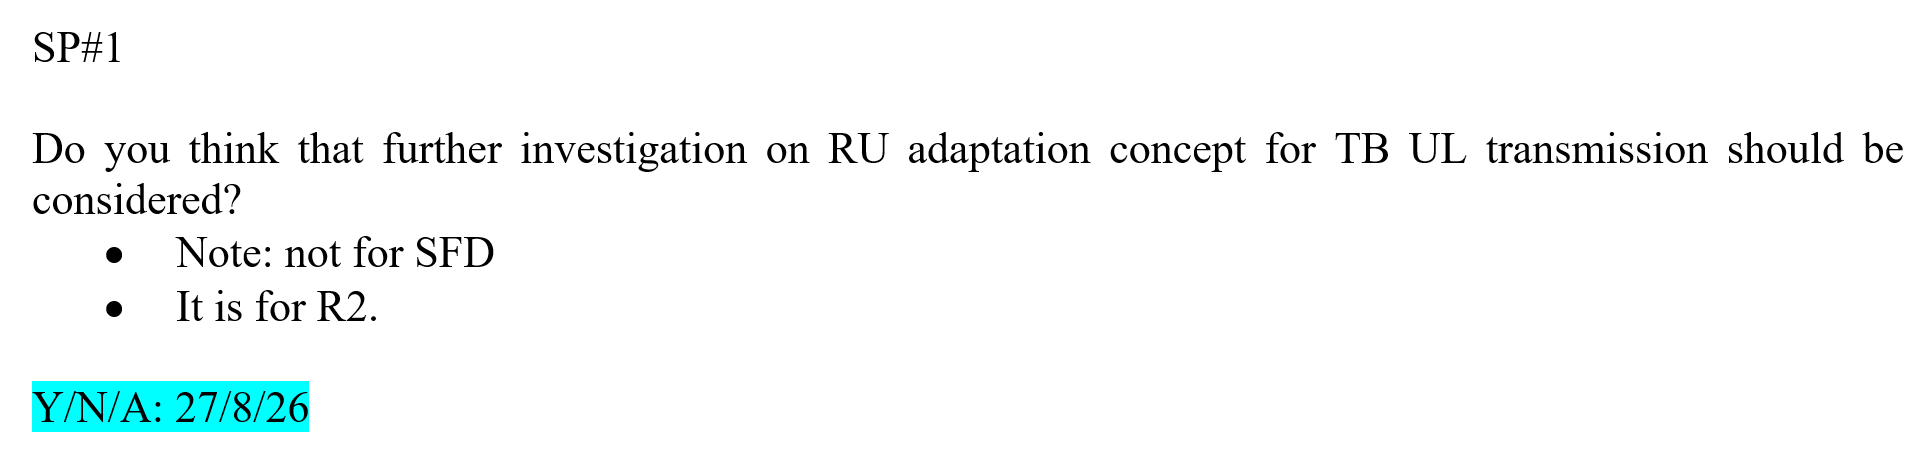 SP#1
Do you think that further investigation on RU adaptation concept for TB UL transmission should be
considered?
• Note: not for SFD
• It is for R2.
Y/N/A: 27/8/26